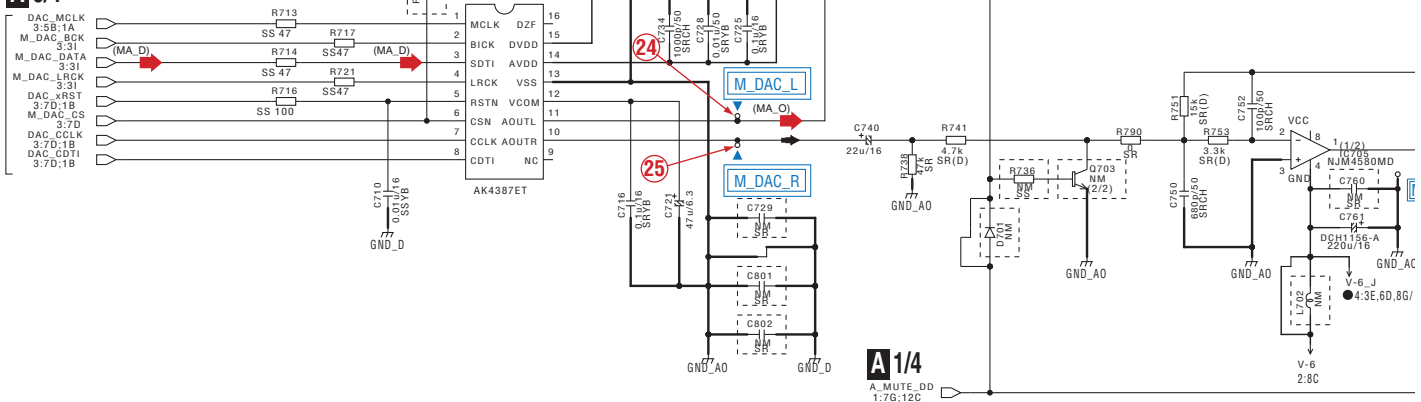 DAC_MCLK
3:5B;1A
M_DAC_BCK
3:3I
M_DAC_DATA
3:3I
M_DAC_LRCK
3:3I
DAC_xRST
3:7D;1B
M_DAC_CS
3:7D
DAC_CCLK
3:7D;1B
DAC_CDTI
3:7D;1B
(MA_D)
R713
SS 47
R717
SS47
R714
SS 47
R721
SS47
R716
SS 100
(MA_D)
C710
0.01u/16
SSYB
GND_D
1 MCLK DZF 16
2 BICK DVDD 15
3 SDTI AVDD 14
4 LRCK VSS 13
5 RSTN VCOM 12
6 CSN AOUTL 11
7 CCLK AOUTR 10
8 CDTI NC 9
AK4387ET
C734
1000p/50
SRCH
C728
0.01u/50
SRYB
C725
0.1u/16
SRYB
24
M_DAC_L
(MA_O)
25
M_DAC_R
C716
0.1u/16
SRYB
C721
47u/6.3
C729
NM
SR
C801
NM
SR
C802
NM
SR
GND_AO
GND_D
C740
22u/16
R738
47k
SR
GND_AO
R741
4.7k
SR(D)
R736
NM
SS
Q703
NM
(2/2)
D701
NM
GND_AO
R790
0
SR
R751
15k
SR(D)
C752
100p/50
SRCH
R753
3.3k
SR(D)
C750
680p/50
SRCH
GND_AO
VCC
2
8
1
3
4
GND
(1/2)
IC705
NJM4580MD
C760
NM
SR
C761
DCH1156-A
220u/16
GND_AO
V-6_J
4:3E,6D,8G/
L702
NM
V-6
2:8C
A 1/4
A_MUTE_DD
1:7G;12C